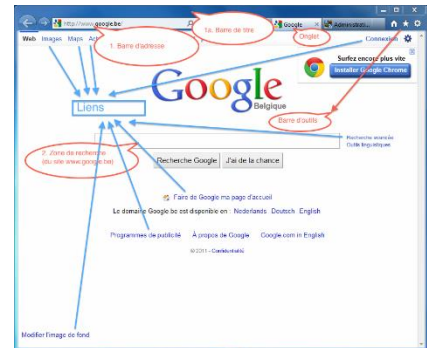 http://www.google.be
Google
Administrati...
1a. Barre de titre
Onglet
Web Images Maps
1. Barre d'adresse
Connexion
Surfez encore plus vite
Installer Google Chrome
Google
Belgique
Liens
Barre d'outils
2. Zone de recherche
(du site www.google.be)
Recherche avancée
Outils linguistiques
Recherche Google J'ai de la chance
Faire de Google ma page d'accueil
Le domaine Google.be est disponible en : Nederlands Deutsch English
Programmes de publicité À propos de Google Google.com in English
© 2011 - Confidentialité
Modifier l'image de fond